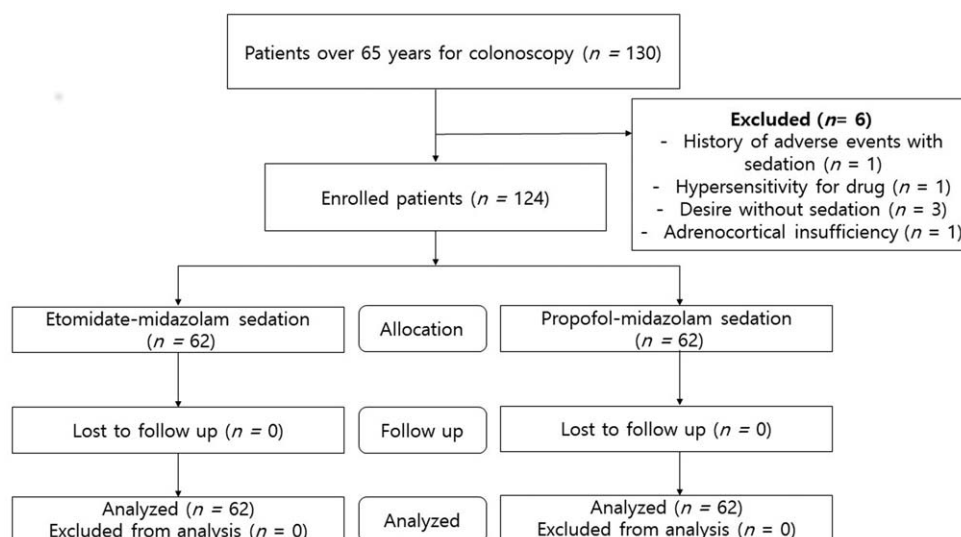 Patients over 65 years for colonoscopy (n = 130)
Excluded (n= 6)
- History of adverse events with
sedation (n = 1)
- Hypersensitivity for drug (n = 1)
- Desire without sedation (n = 3)
- Adrenocortical insufficiency (n = 1)
Enrolled patients (n = 124)
Etomidate-midazolam sedation
(n = 62)
Allocation
Propofol-midazolam sedation
(n = 62)
Lost to follow up (n = 0)
Follow up
Lost to follow up (n = 0)
Analyzed (n = 62)
Excluded from analysis (n = 0)
Analyzed
Analyzed (n = 62)
Excluded from analysis (n = 0)